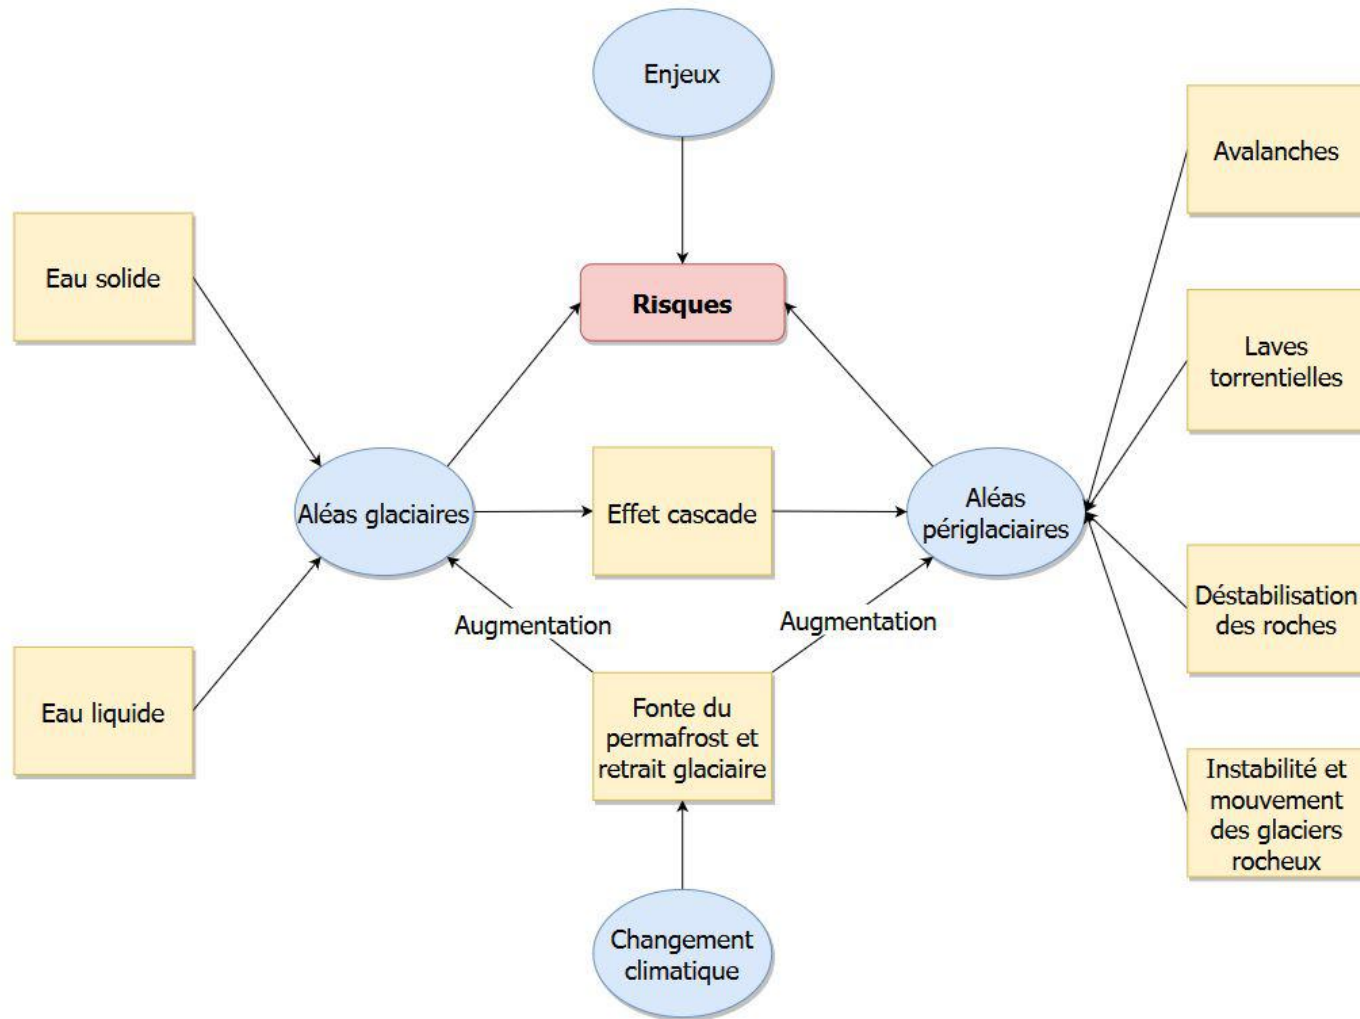 Enjeux
Avalanches
Eau solide
Risques
Laves
torrentielles
Aléas glaciaires
Effet cascade
Aléas
périglaciaires
Déstabilisation
des roches
Augmentation
Augmentation
Eau liquide
Fonte du
permafrost et
retrait glaciaire
Instabilité et
mouvement
des glaciers
rocheux
Changement
climatique